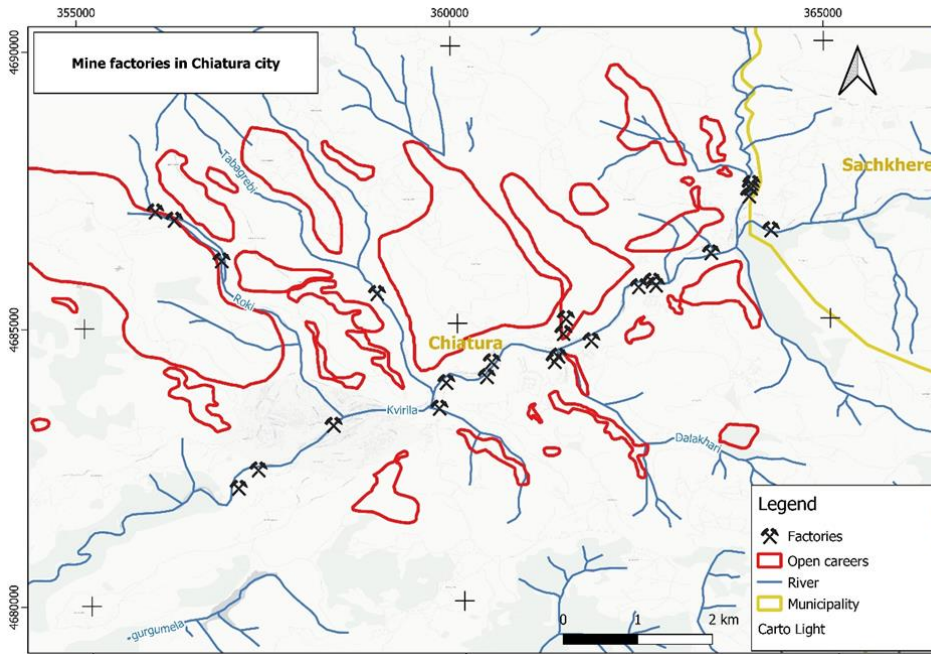 355000
360000
365000
4690000
Mine factories in Chiatura city
Tabagrebi
Sachkhere
Roki
4685000
Chiatura
Kvirila
Dalakhari
Legend
Factories
Open careers
River
Municipality
Carto Light
4680000
gurgumela
0 1 2 km